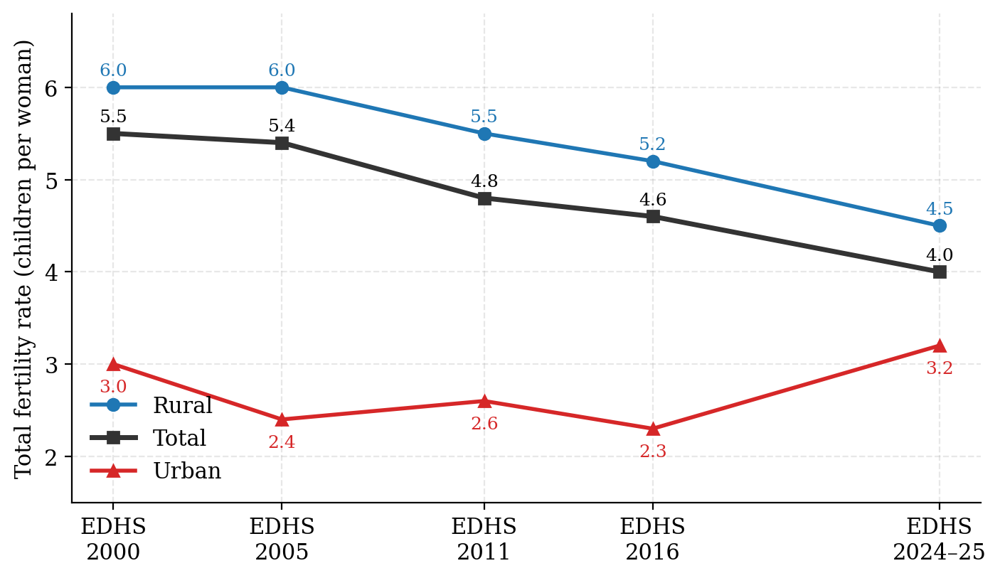 Total fertility rate (children per woman)
6
5
4
3
2
6.0
6.0
5.5
5.2
4.5
5.5
5.4
4.8
4.6
4.0
3.0
2.4
2.6
2.3
3.2
Rural
Total
Urban
EDHS
2000
EDHS
2005
EDHS
2011
EDHS
2016
EDHS
2024–25